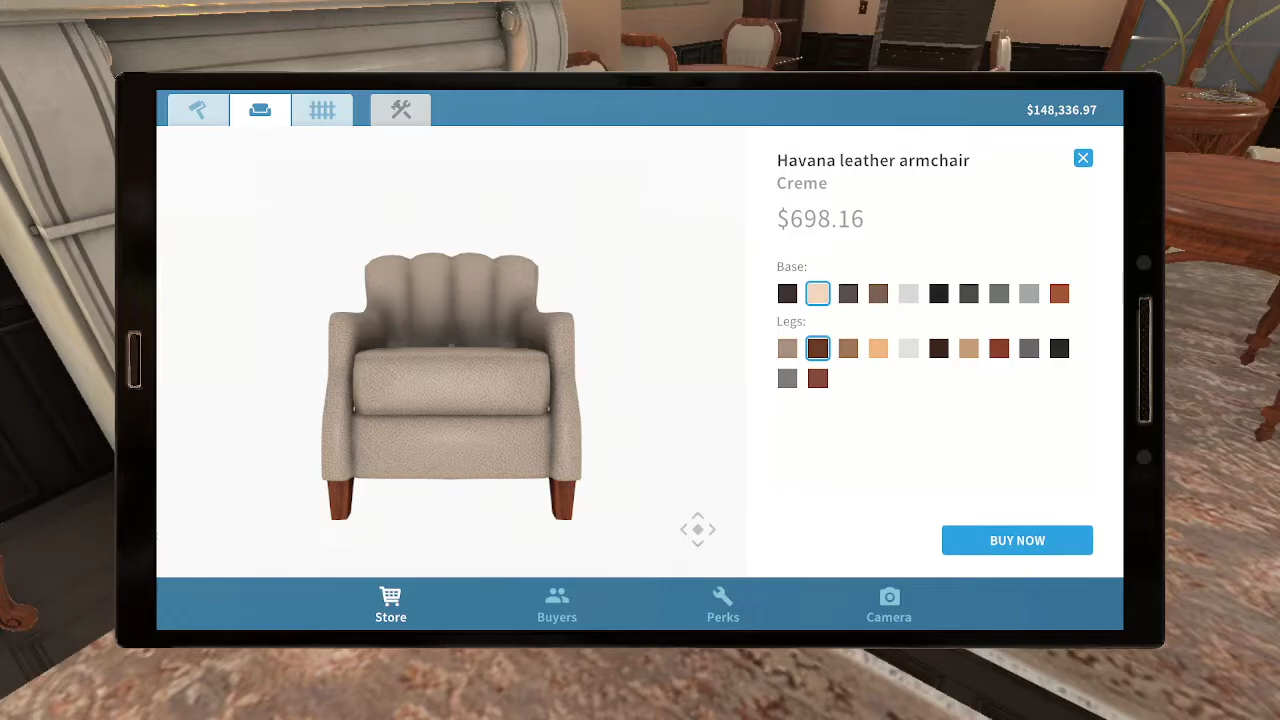 $148,336.97
Havana leather armchair
Creme
$698.16
Base:
Legs:
BUY NOW
Store
Buyers
Perks
Camera